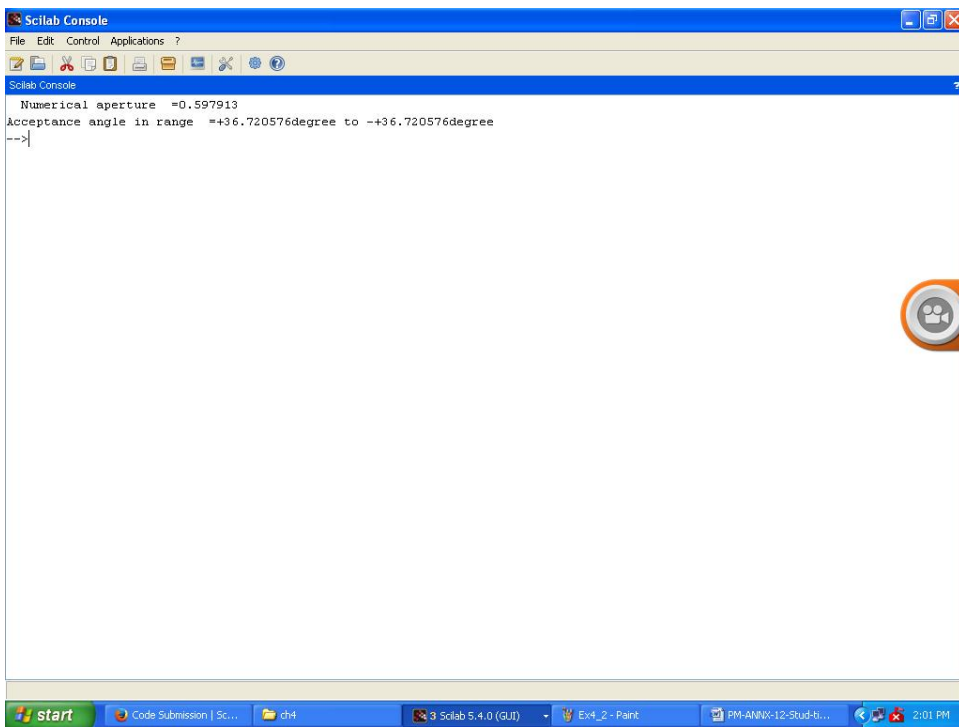 Scilab Console
File Edit Control Applications ?
Scilab Console ?
Numerical aperture =0.597913
Acceptance angle in range =+36.720576degree to -+36.720576degree
-->
start Code Submission | Sc... ch4 3 Scilab 5.4.0 (GUI) Ex4_2 - Paint PM-ANNX-12-Stud-ti... 2:01 PM